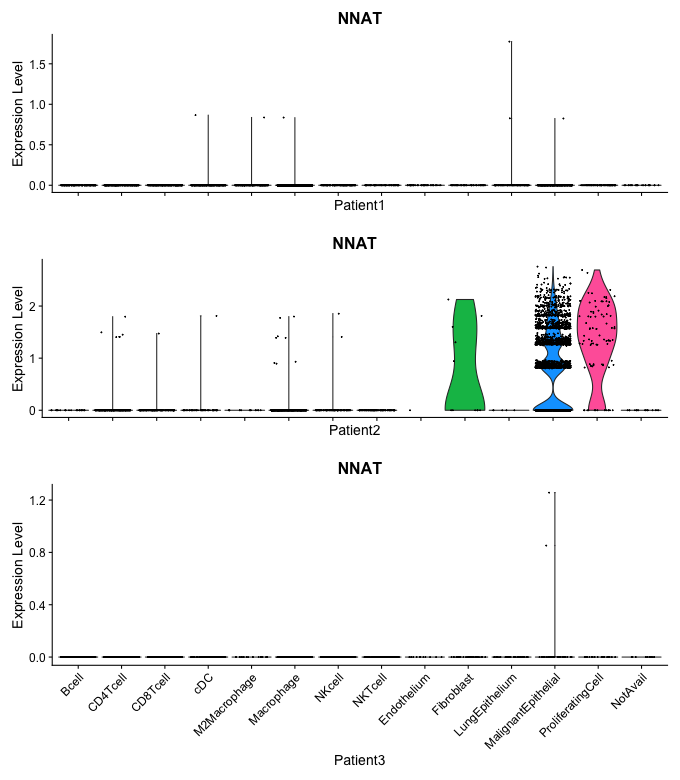 NNAT
Expression Level
1.5
1.0
0.5
0.0
Patient1
NNAT
Expression Level
2
1
0
Patient2
NNAT
Expression Level
1.2
0.8
0.4
0.0
Bcell
CD4Tcell
CD8Tcell
cDC
M2Macrophage
Macrophage
NKcell
NKTcell
Endothelium
Fibroblast
LungEpithelium
MalignantEpithelial
ProliferatingCell
NotAvail
Patient3